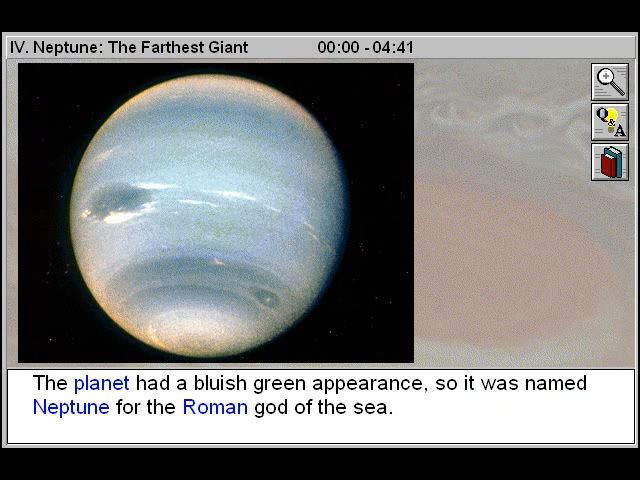 IV. Neptune: The Farthest Giant 00:00 - 04:41
Q&A
The planet had a bluish green appearance, so it was named
Neptune for the Roman god of the sea.